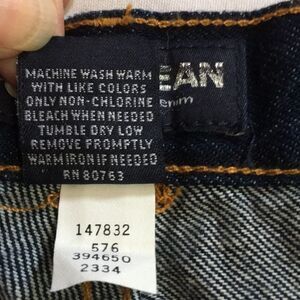 MACHINE WASH WARM
WITH LIKE COLORS
ONLY NON-CHLORINE
BLEACH WHEN NEEDED
TUMBLE DRY LOW
REMOVE PROMPTLY
WARM IRON IF NEEDED
RN 80763
EAN
enim
147832
576
394650
2334